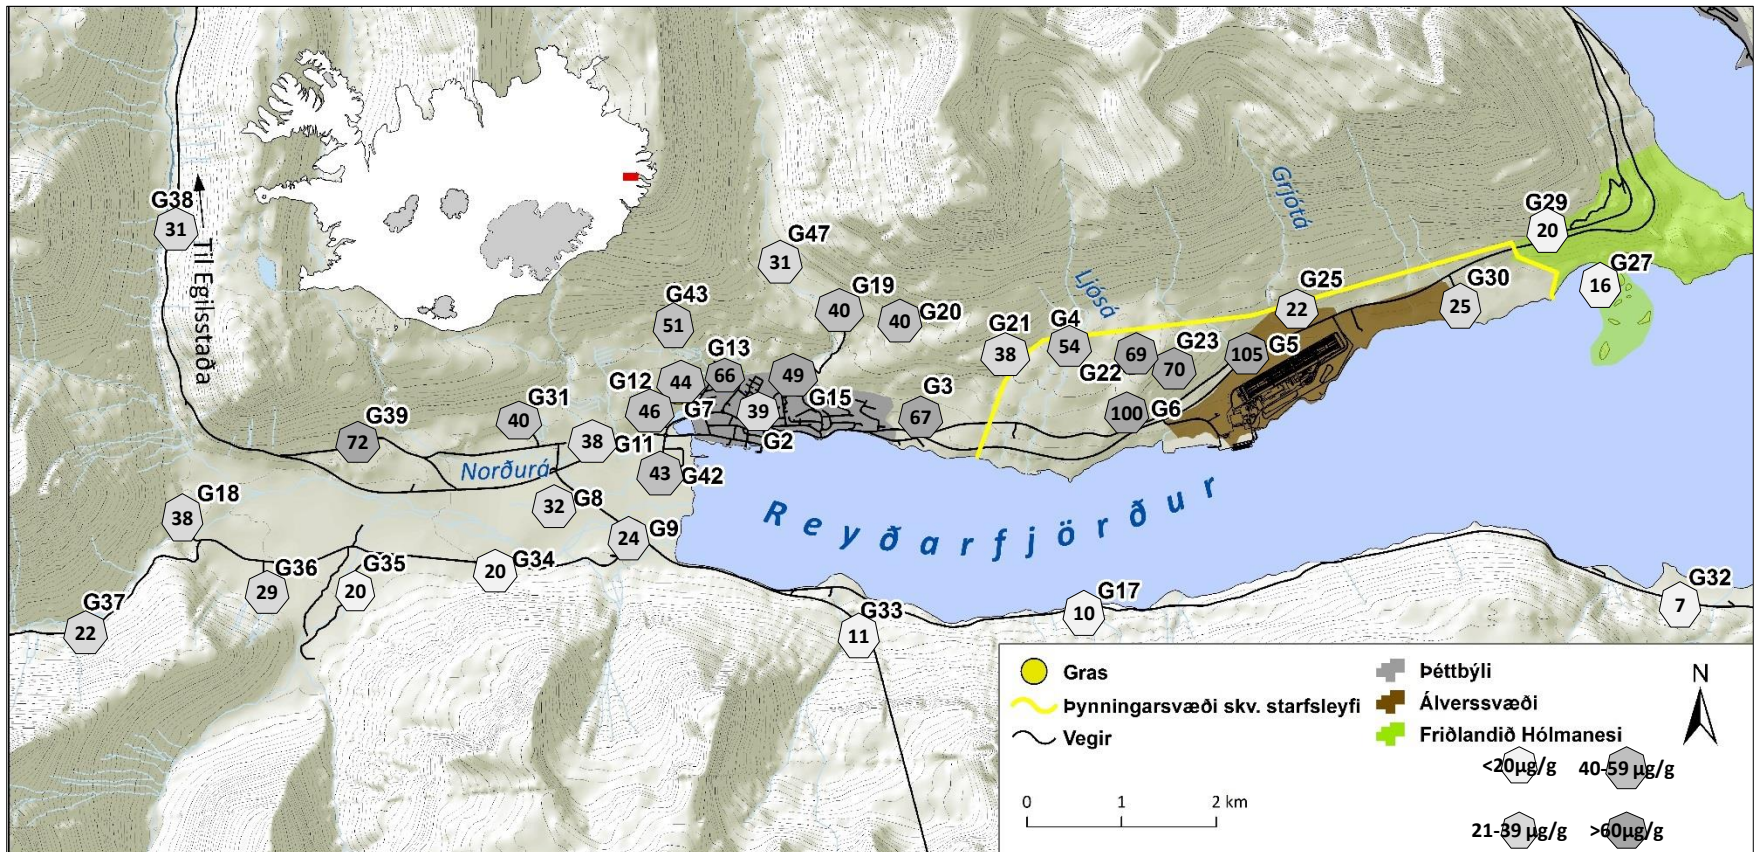 G38
31
Til Egilsstaða
G47
31
G19
40
G20
40
G43
51
G13
66
49
G15
G12
44
46
G7
39
G2
G3
67
G31
40
G39
72
38
G11
43
G42
Norðurá
G8
32
G9
24
G18
38
G36
29
G35
20
G34
20
G37
22
G33
11
G17
10
G32
7
Reyðarfjörður
G21
38
Ljósá
G4
54
G22
69
G23
70
105
G5
100
G6
Grjótá
G25
22
G29
20
G27
16
G30
25
Gras
Þynningarsvæði skv. starfsleyfi
Vegir
Þéttbýli
Álverssvæði
Friðlandið Hólmanesi
N
<20µg/g
40-59 µg/g
21-39 µg/g
>60µg/g
0 1 2 km